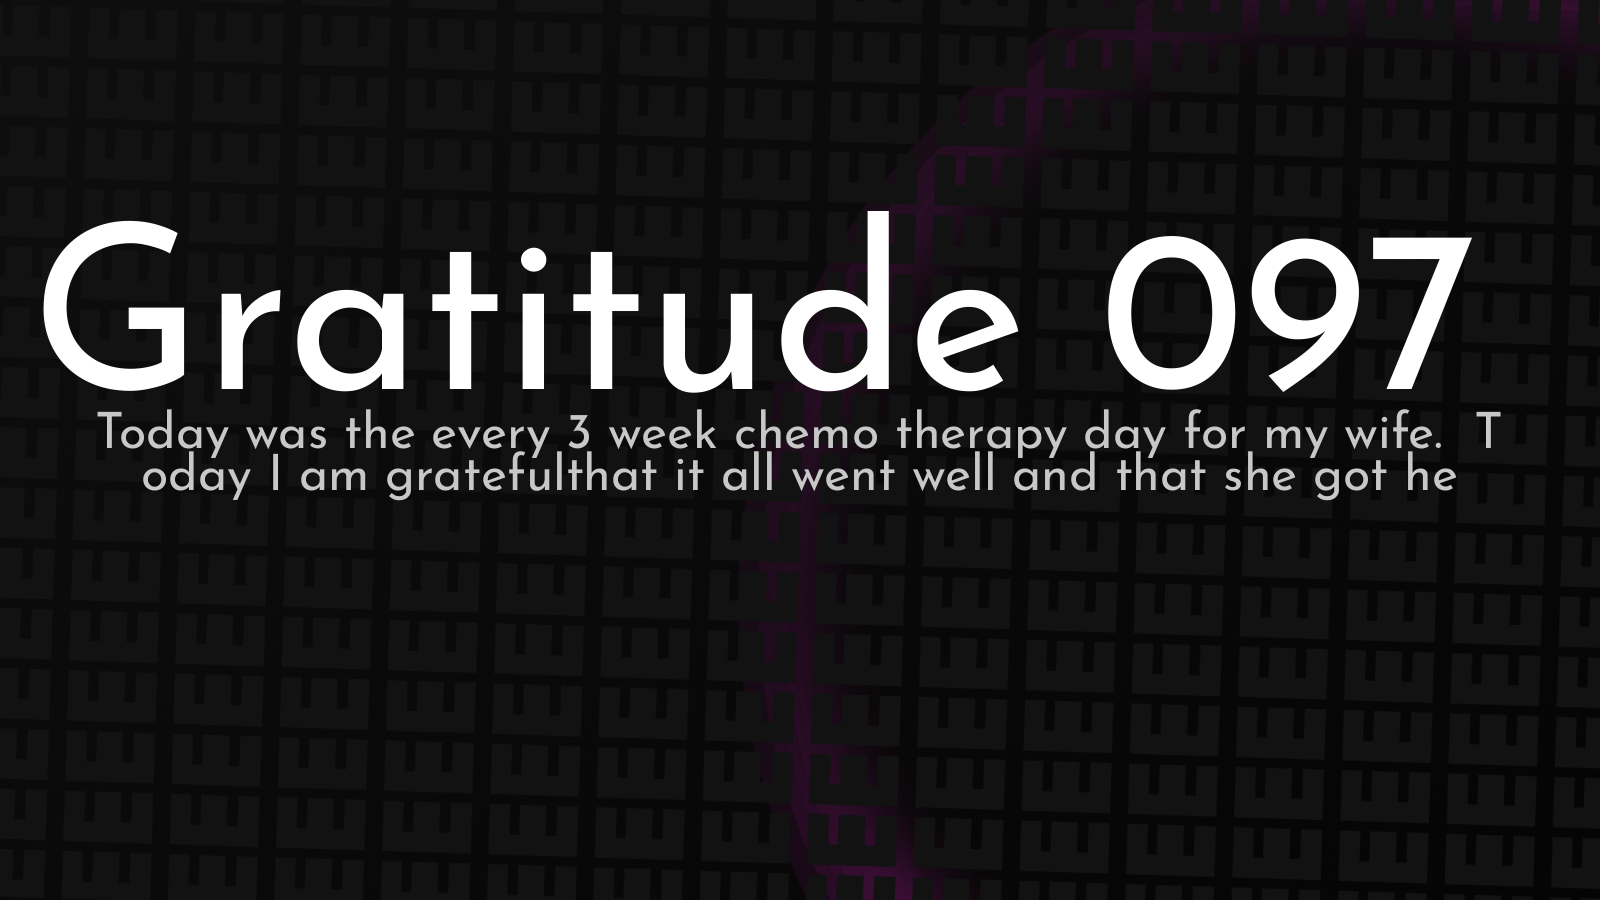 Gratitude 097
Today was the every 3 week chemo therapy day for my wife.  T
oday I am gratefulthat it all went well and that she got he